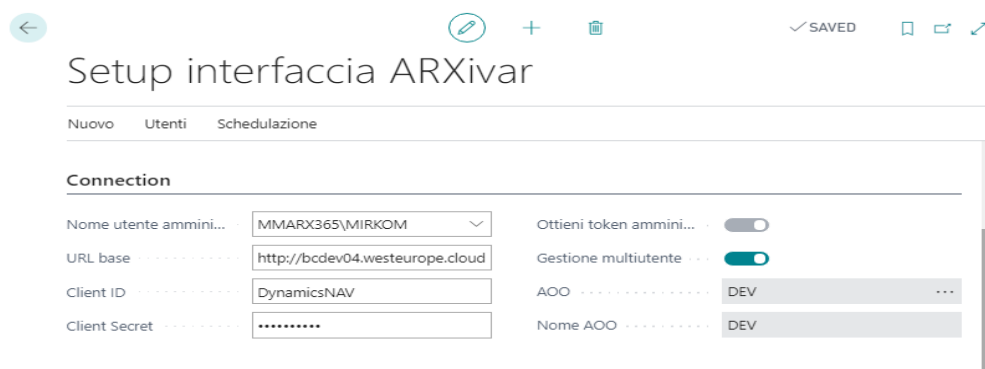 SAVED
Setup interfaccia ARXivar
Nuovo Utenti Schedulazione
Connection
Nome utente ammini... MMARX365\MIRKOM
URL base http://bcdev04.westeurope.cloud
Client ID DynamicsNAV
Client Secret ••••••••••
Ottieni token ammini...
Gestione multiutente
AOO DEV ...
Nome AOO DEV